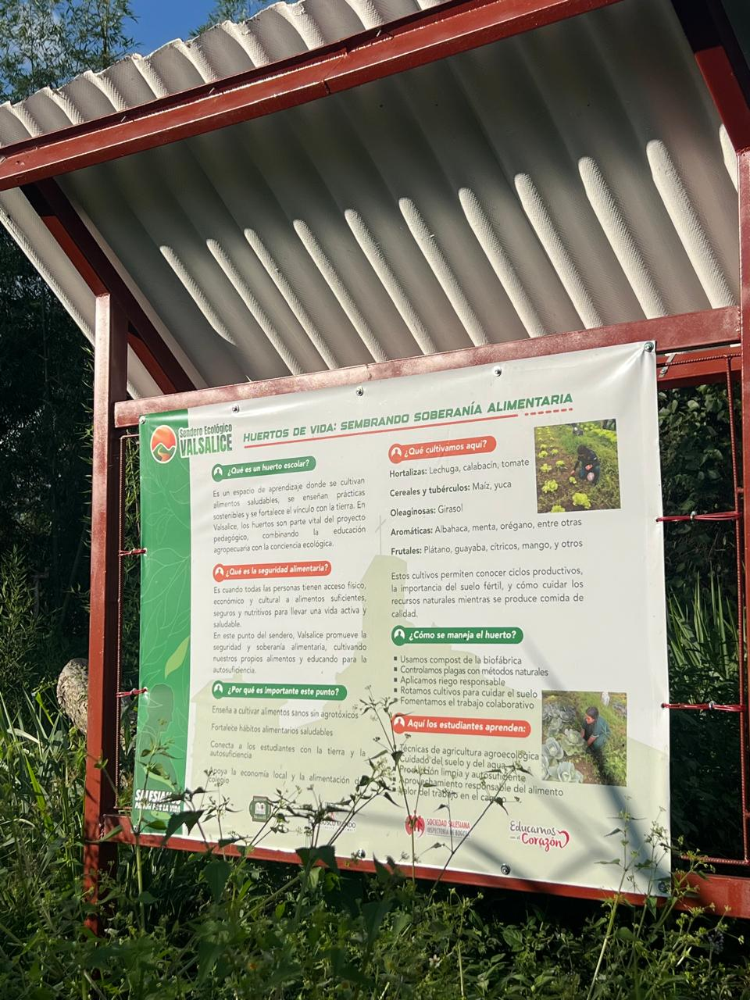 Sendero Ecológico
VALSALICE
HUERTOS DE VIDA: SEMBRANDO SOBERANÍA ALIMENTARIA
¿Qué es un huerto escolar?
Es un espacio de aprendizaje donde se cultivan
alimentos saludables, se enseñan prácticas
sostenibles y se fortalece el vínculo con la tierra. En
Valsalice, los huertos son parte vital del proyecto
pedagógico, combinando la educación
agropecuaria con la conciencia ecológica.
¿Qué es la seguridad alimentaria?
Es cuando todas las personas tienen acceso físico,
económico y cultural a alimentos suficientes,
seguros y nutritivos para llevar una vida activa y
saludable.
En este punto del sendero, Valsalice promueve la
seguridad y soberanía alimentaria, cultivando
nuestros propios alimentos y educando para la
autosuficiencia.
¿Por qué es importante este punto?
Enseña a cultivar alimentos sanos sin agrotóxicos
Fortalece hábitos alimentarios saludables
Conecta a los estudiantes con la tierra y la
autosuficiencia
Apoya la economía local y la alimentación
colegio
¿Qué cultivamos aquí?
Hortalizas: Lechuga, calabacín, tomate
Cereales y tubérculos: Maíz, yuca
Oleaginosas: Girasol
Aromáticas: Albahaca, menta, orégano, entre otras
Frutales: Plátano, guayaba, cítricos, mango, y otros
Estos cultivos permiten conocer ciclos productivos,
la importancia del suelo fértil, y cómo cuidar los
recursos naturales mientras se produce comida de
calidad.
¿Cómo se maneja el huerto?
▪ Usamos compost de la biofábrica
▪ Controlamos plagas con métodos naturales
▪ Aplicamos riego responsable
▪ Rotamos cultivos para cuidar el suelo
▪ Fomentamos el trabajo colaborativo
Aquí los estudiantes aprenden:
Técnicas de agricultura agroecológica
Cuidado del suelo y del agua
Producción limpia y autosuficiente
Aprovechamiento responsable del alimento
Valor del trabajo en el campo
SOCIEDAD SALESIANA
INSPECTORÍA DE BOGOTÁ
Educamos
con el Corazón